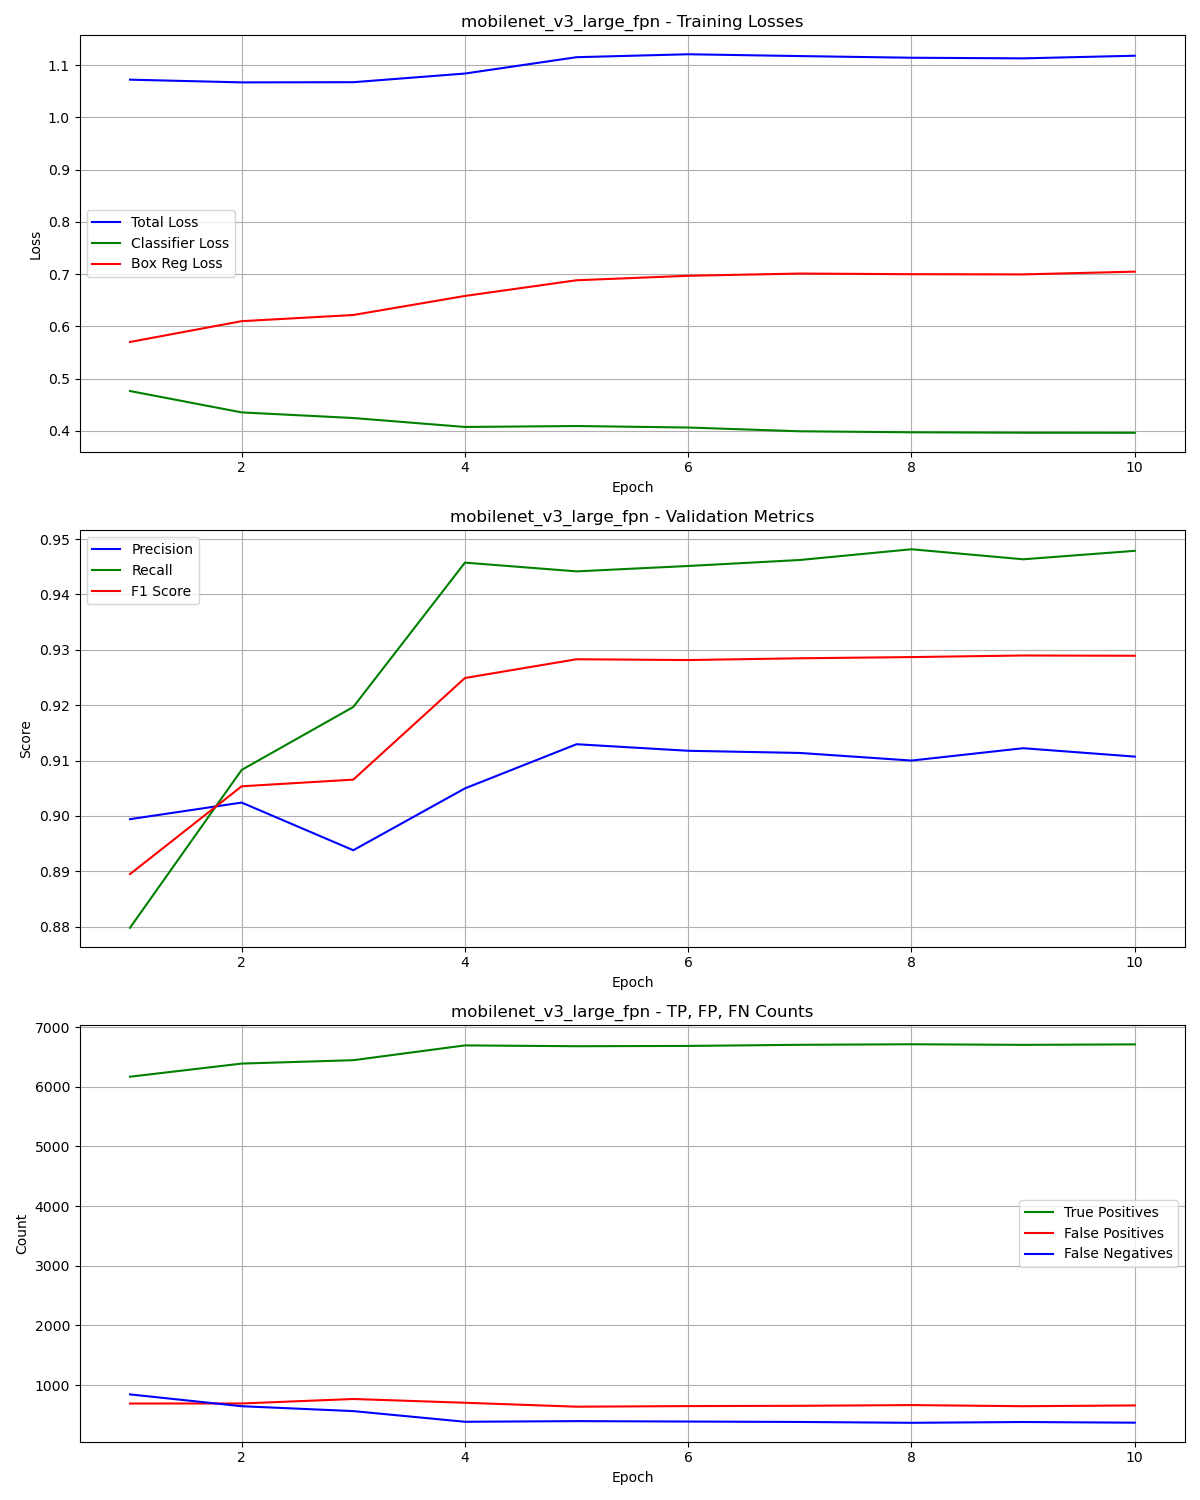 mobilenet_v3_large_fpn - Training Losses
1.1
1.0
0.9
0.8
0.7
0.6
0.5
0.4
Loss
Total Loss
Classifier Loss
Box Reg Loss
2 4 6 8 10
Epoch
mobilenet_v3_large_fpn - Validation Metrics
0.95
0.94
0.93
0.92
0.91
0.90
0.89
0.88
Score
Precision
Recall
F1 Score
2 4 6 8 10
Epoch
mobilenet_v3_large_fpn - TP, FP, FN Counts
7000
6000
5000
4000
3000
2000
1000
Count
True Positives
False Positives
False Negatives
2 4 6 8 10
Epoch